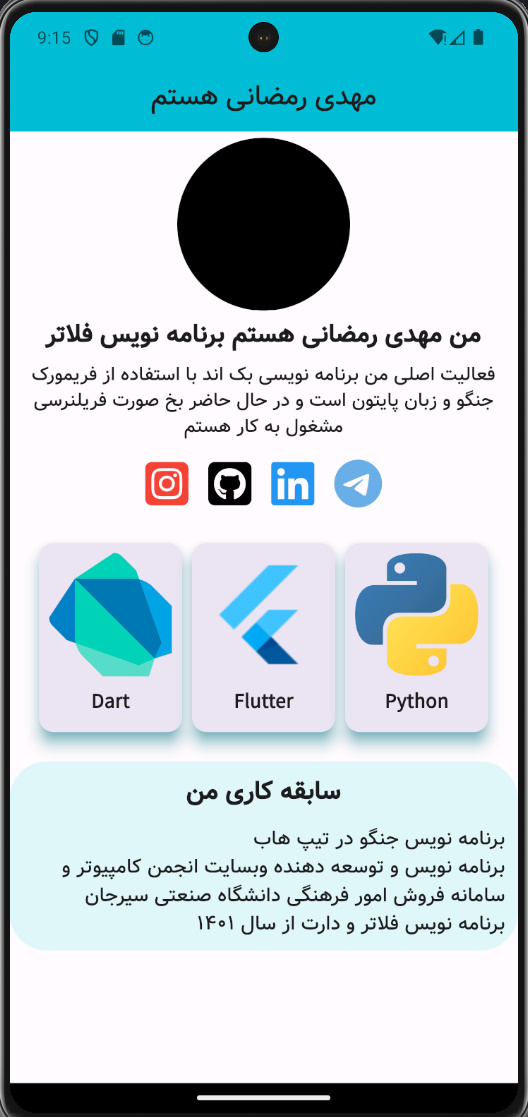 9:15
مهدی رمضانی هستم
من مهدی رمضانی هستم برنامه نویس فلاتر
فعالیت اصلی من برنامه نویسی بک اند با استفاده از فریمورک
جنگو و زبان پایتون است و در حال حاضر بخ صورت فریلنرسی
مشغول به کار هستم
in
Dart
Flutter
Python
سابقه کاری من
برنامه نویس جنگو در تیپ هاب
برنامه نویس و توسعه دهنده وبسایت انجمن کامپیوتر و
سامانه فروش امور فرهنگی دانشگاه صنعتی سیرجان
برنامه نویس فلاتر و دارت از سال ۱۴۰۱